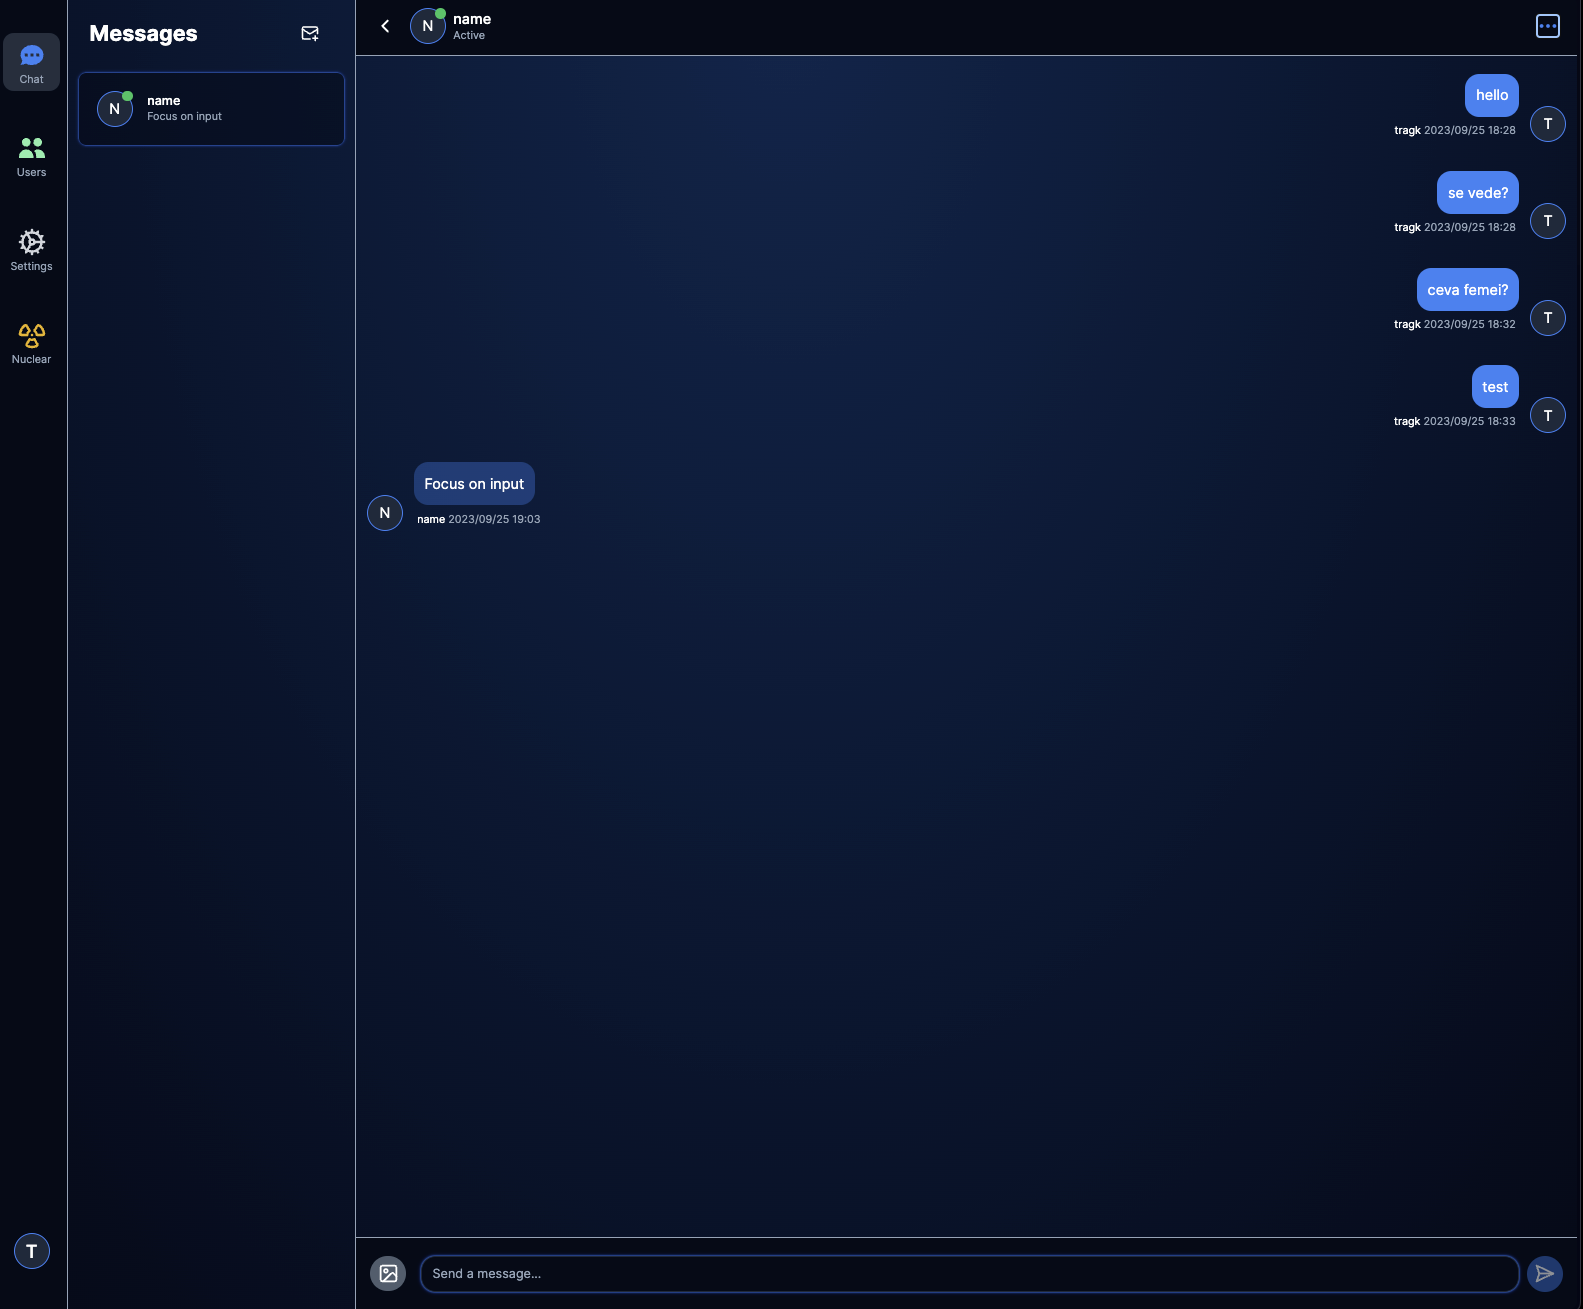 Chat
Users
Settings
Nuclear
T
Messages
N
name
Focus on input
N
name
Active
hello
tragk 2023/09/25 18:28
T
se vede?
tragk 2023/09/25 18:28
T
ceva femei?
tragk 2023/09/25 18:32
T
test
tragk 2023/09/25 18:33
T
Focus on input
N
name 2023/09/25 19:03
Send a message...